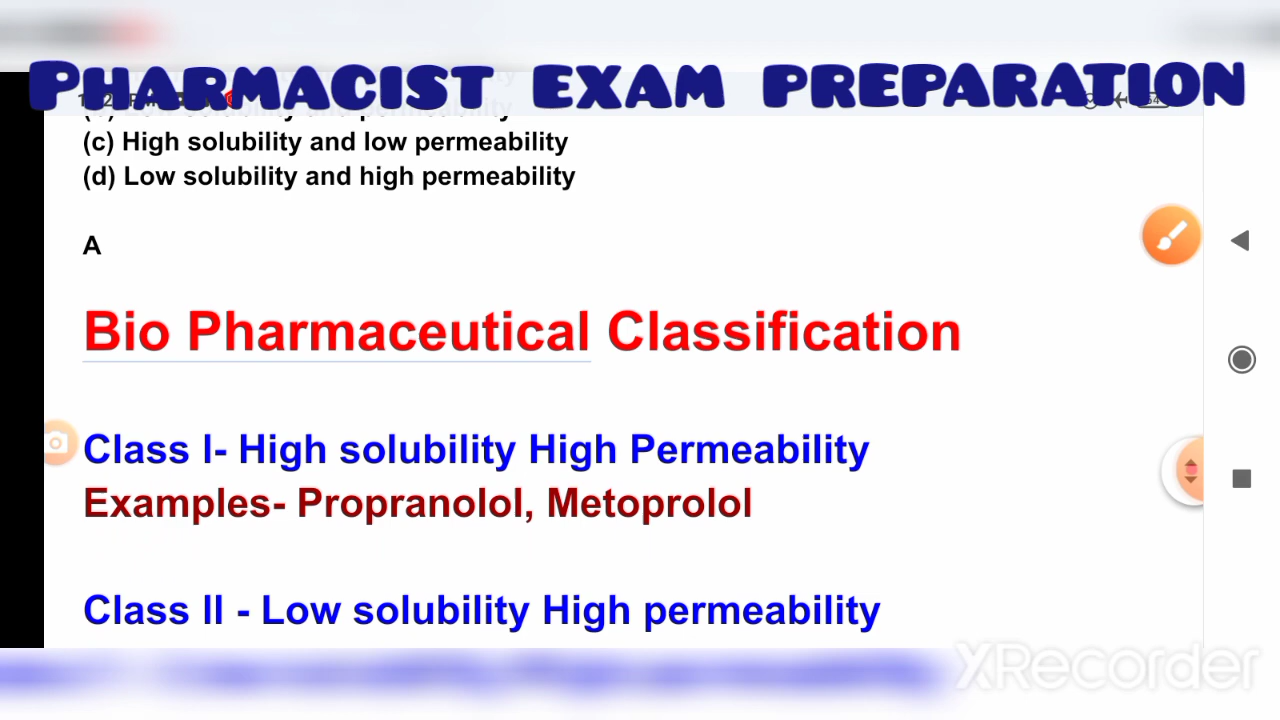 PHARMACIST EXAM PREPARATION
(c) High solubility and low permeability
(d) Low solubility and high permeability
A
Bio Pharmaceutical Classification
Class I- High solubility High Permeability
Examples- Propranolol, Metoprolol
Class II - Low solubility High permeability
XRecorder